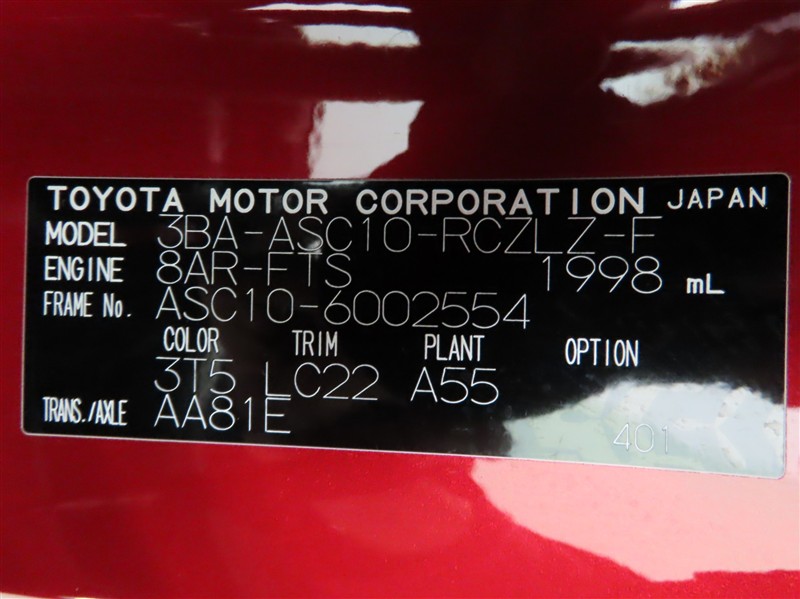 TOYOTA MOTOR CORPORATION JAPAN
MODEL 3BA-ASC10-RCZLZ-F
ENGINE 8AR-FTS 1998 mL
FRAME No. ASC10-6002554
COLOR TRIM PLANT OPTION
3T5 LC22 A55
TRANS./AXLE AA81E
401